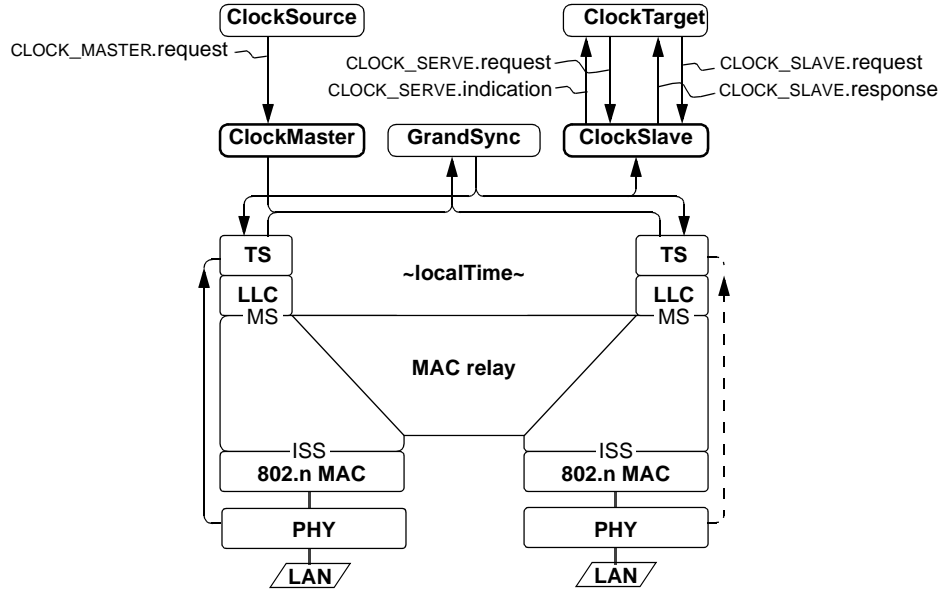 ClockSource
ClockTarget
CLOCK_MASTER.request
CLOCK_SERVE.request
CLOCK_SLAVE.request
CLOCK_SERVE.indication
CLOCK_SLAVE.response
ClockMaster
GrandSync
ClockSlave
TS
~localTime~
TS
LLC
LLC
MS
MS
MAC relay
ISS
ISS
802.n MAC
802.n MAC
PHY
PHY
LAN
LAN